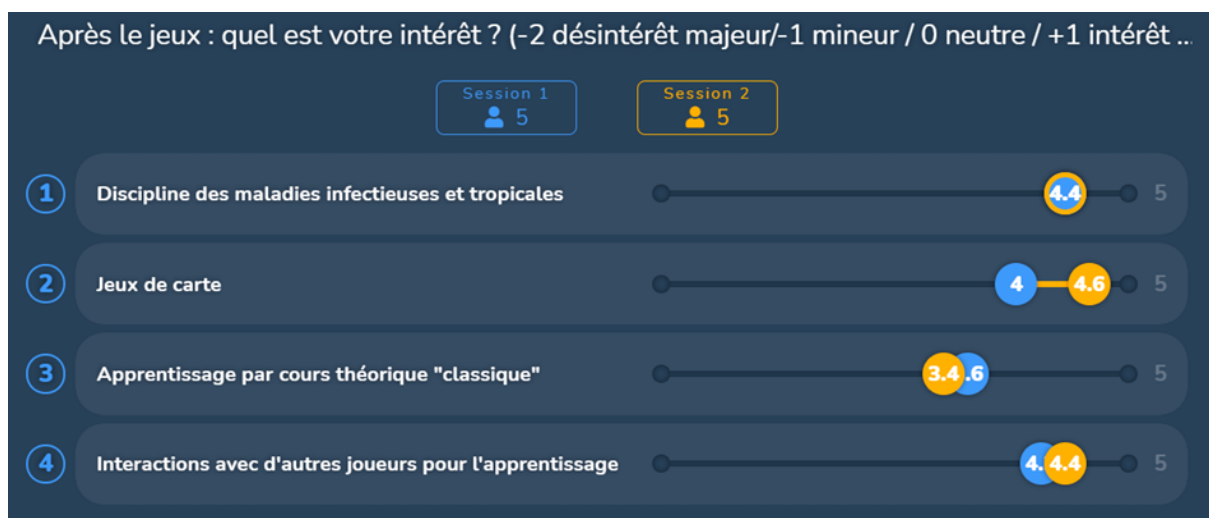 Après le jeux : quel est votre intérêt ? (-2 désintérêt majeur/-1 mineur / 0 neutre / +1 intérêt ...
Session 1 Session 2
5 5
1 Discipline des maladies infectieuses et tropicales 4.4 5
2 Jeux de carte 4 4.6 5
3 Apprentissage par cours théorique "classique" 3.4 .6 5
4 Interactions avec d'autres joueurs pour l'apprentissage 4. 4.4 5